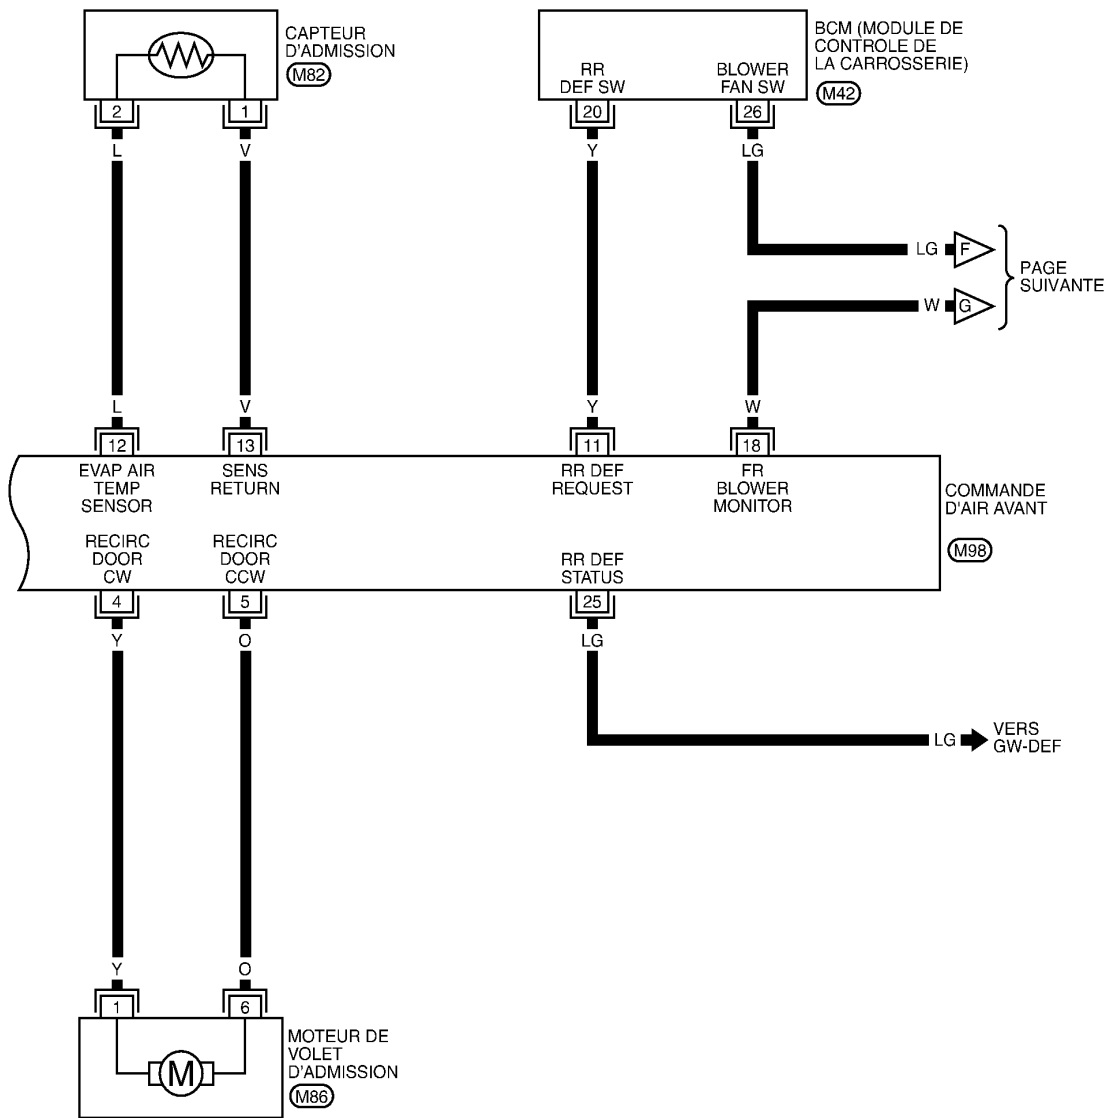 CAPTEUR
D'ADMISSION
M82
BCM (MODULE DE
CONTROLE DE
LA CARROSSERIE)
M42
RR
DEF SW
BLOWER
FAN SW
2
1
20
26
L
V
Y
LG
LG
F
W
G
PAGE
SUIVANTE
L
V
Y
W
12
13
11
18
EVAP AIR
TEMP
SENSOR
SENS
RETURN
RR DEF
REQUEST
FR
BLOWER
MONITOR
COMMANDE
D'AIR AVANT
M98
RECIRC
DOOR
CW
RECIRC
DOOR
CCW
RR DEF
STATUS
4
5
25
Y
O
LG
LG
VERS
GW-DEF
Y
O
1
6
M
MOTEUR DE
VOLET
D'ADMISSION
M86